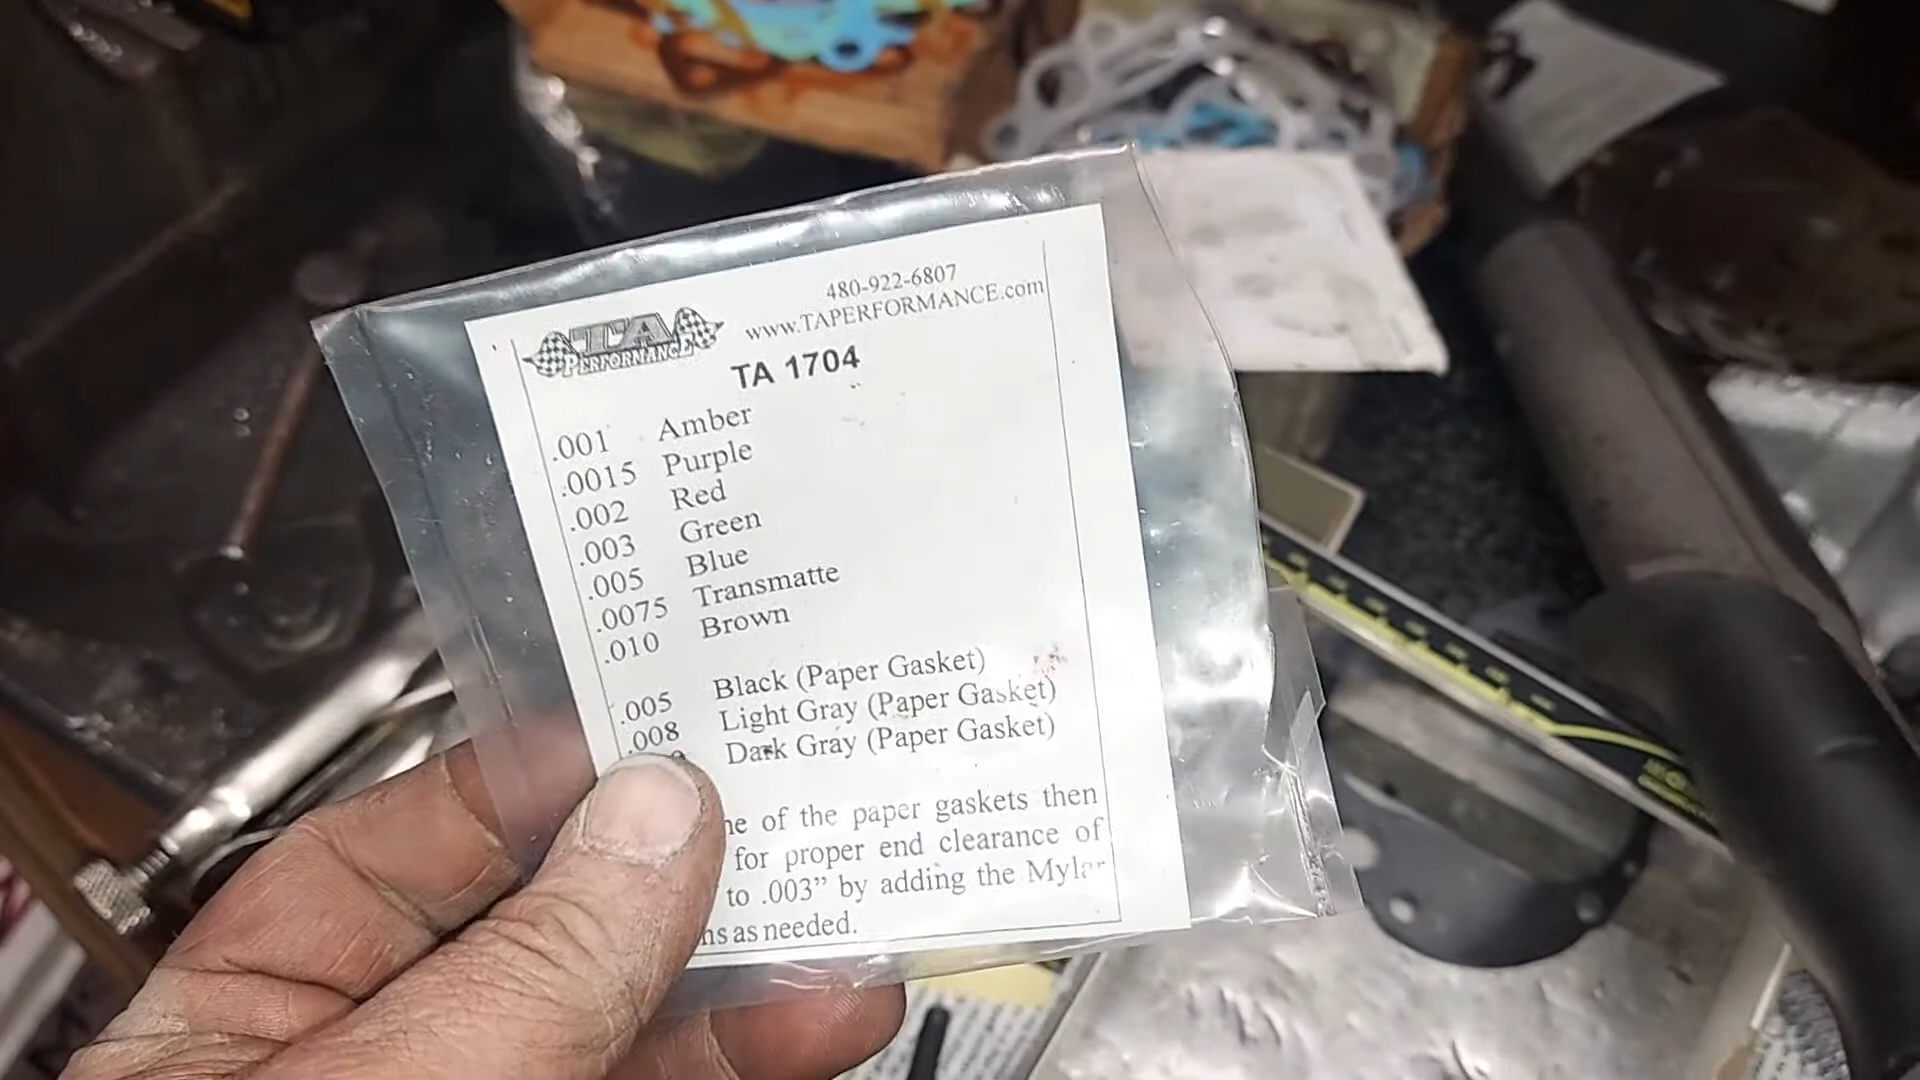 480-922-6807
TA PERFORMANCE
www.TAPERFORMANCE.com
TA 1704
.001 Amber
.0015 Purple
.002 Red
.003 Green
.005 Blue
.0075 Transmatte
.010 Brown
.005 Black (Paper Gasket)
.008 Light Gray (Paper Gasket)
Dark Gray (Paper Gasket)
of the paper gaskets then
for proper end clearance of
to .003” by adding the Mylar
as needed.